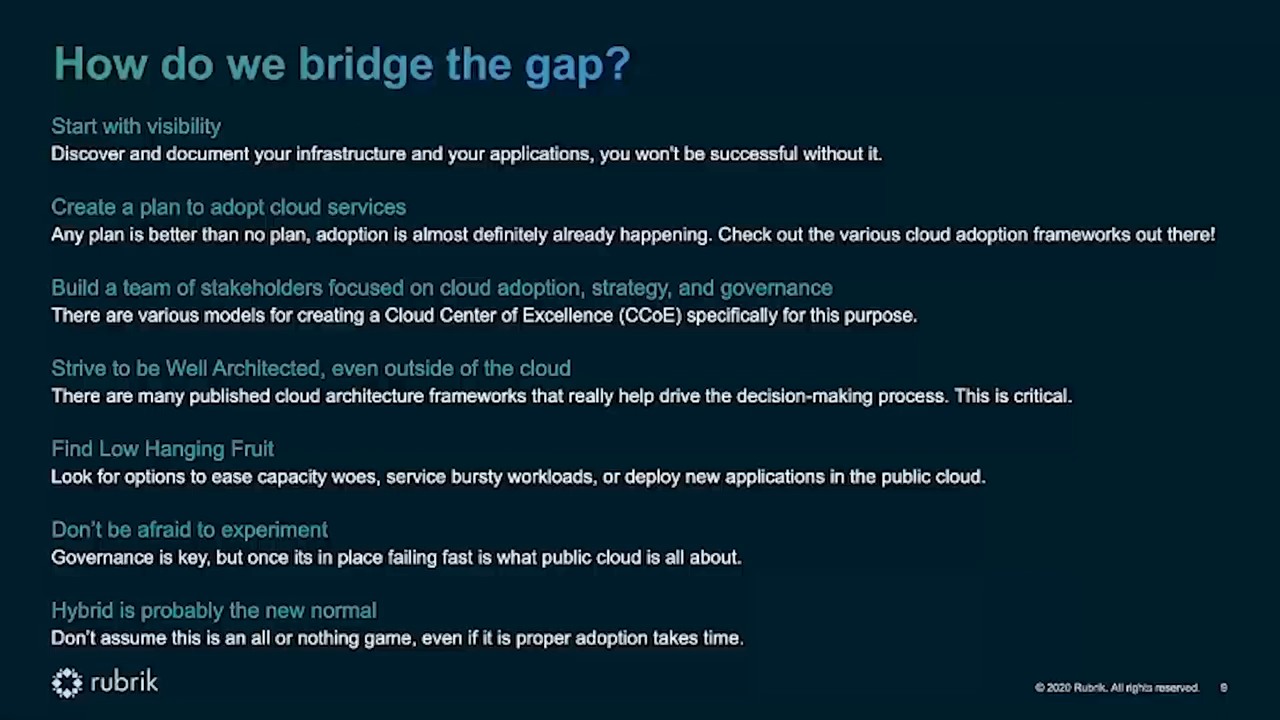 How do we bridge the gap?
Start with visibility
Discover and document your infrastructure and your applications, you won't be successful without it.
Create a plan to adopt cloud services
Any plan is better than no plan, adoption is almost definitely already happening. Check out the various cloud adoption frameworks out there!
Build a team of stakeholders focused on cloud adoption, strategy, and governance
There are various models for creating a Cloud Center of Excellence (CCoE) specifically for this purpose.
Strive to be Well Architected, even outside of the cloud
There are many published cloud architecture frameworks that really help drive the decision-making process. This is critical.
Find Low Hanging Fruit
Look for options to ease capacity woes, service bursty workloads, or deploy new applications in the public cloud.
Don't be afraid to experiment
Governance is key, but once its in place failing fast is what public cloud is all about.
Hybrid is probably the new normal
Don't assume this is an all or nothing game, even if it is proper adoption takes time.
rubrik
© 2020 Rubrik. All rights reserved. 9